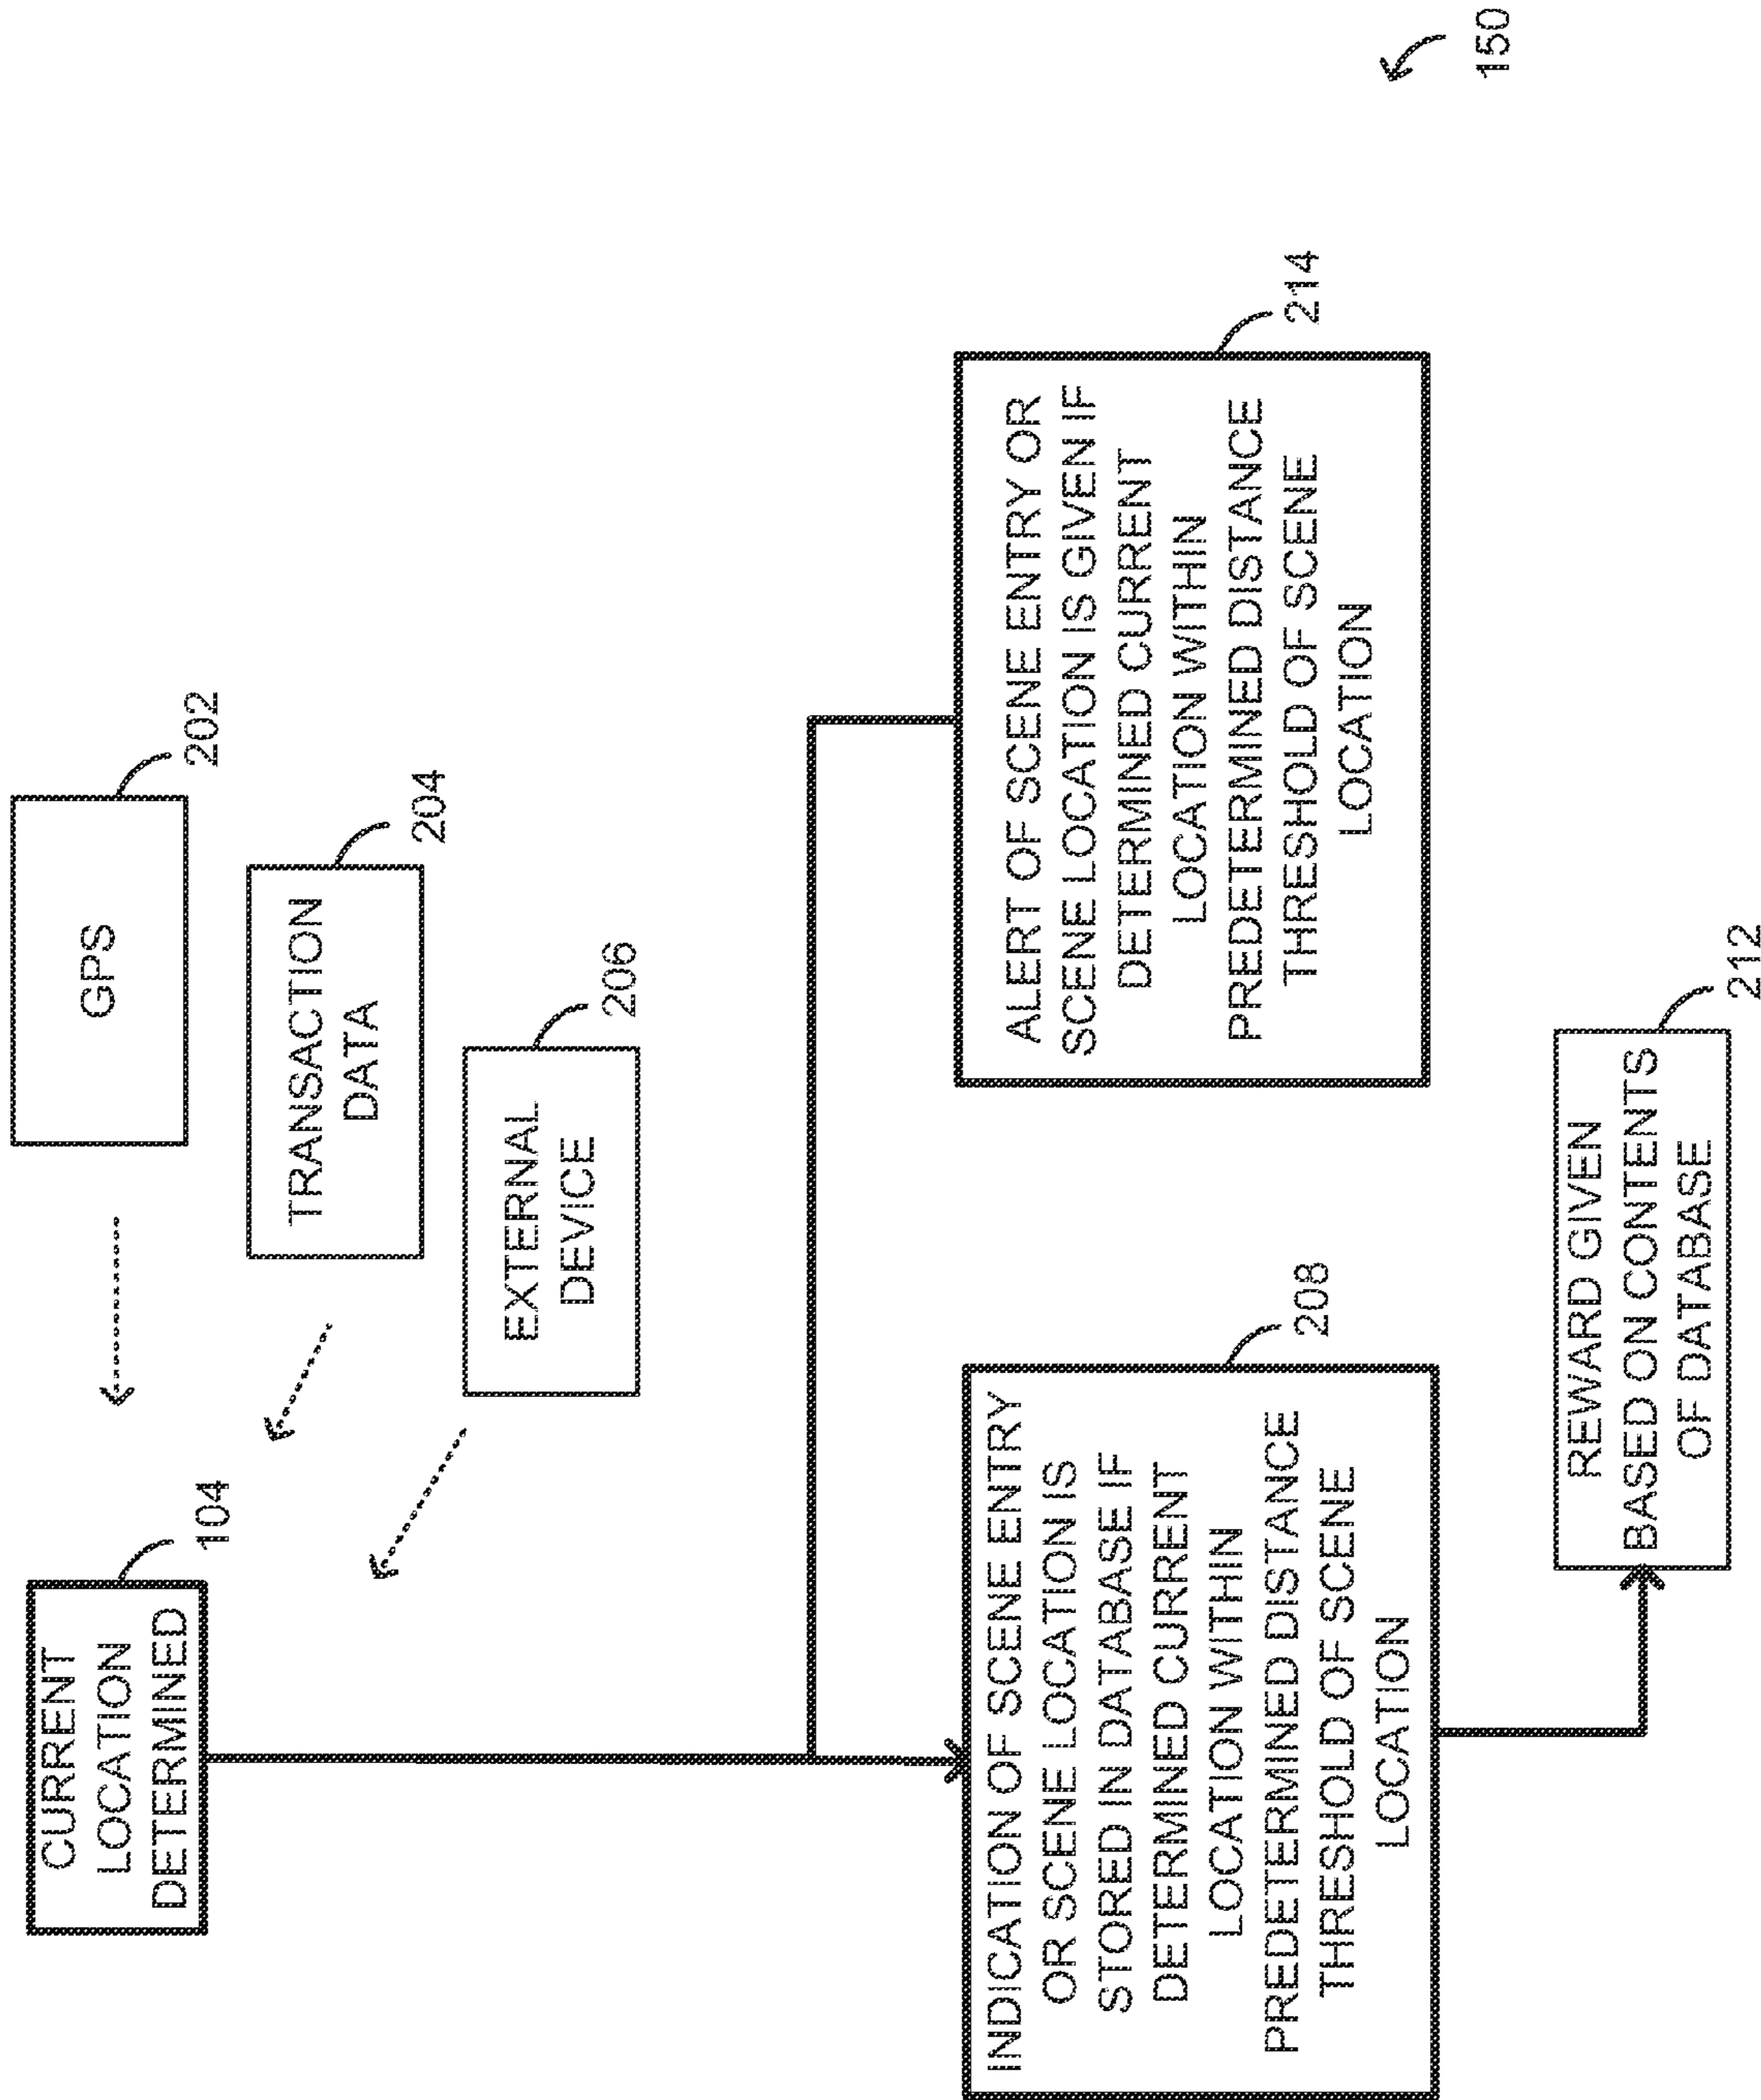 CURRENT
LOCATION
DETERMINED
104
GPS
202
TRANSACTION
DATA
204
EXTERNAL
DEVICE
206
INDICATION OF SCENE ENTRY
OR SCENE LOCATION IS
STORED IN DATABASE IF
DETERMINED CURRENT
LOCATION WITHIN
PREDETERMINED DISTANCE
THRESHOLD OF SCENE
LOCATION
208
ALERT OF SCENE ENTRY OR
SCENE LOCATION IS GIVEN IF
DETERMINED CURRENT
LOCATION WITHIN
PREDETERMINED DISTANCE
THRESHOLD OF SCENE
LOCATION
214
REWARD GIVEN
BASED ON CONTENTS
OF DATABASE
212
150